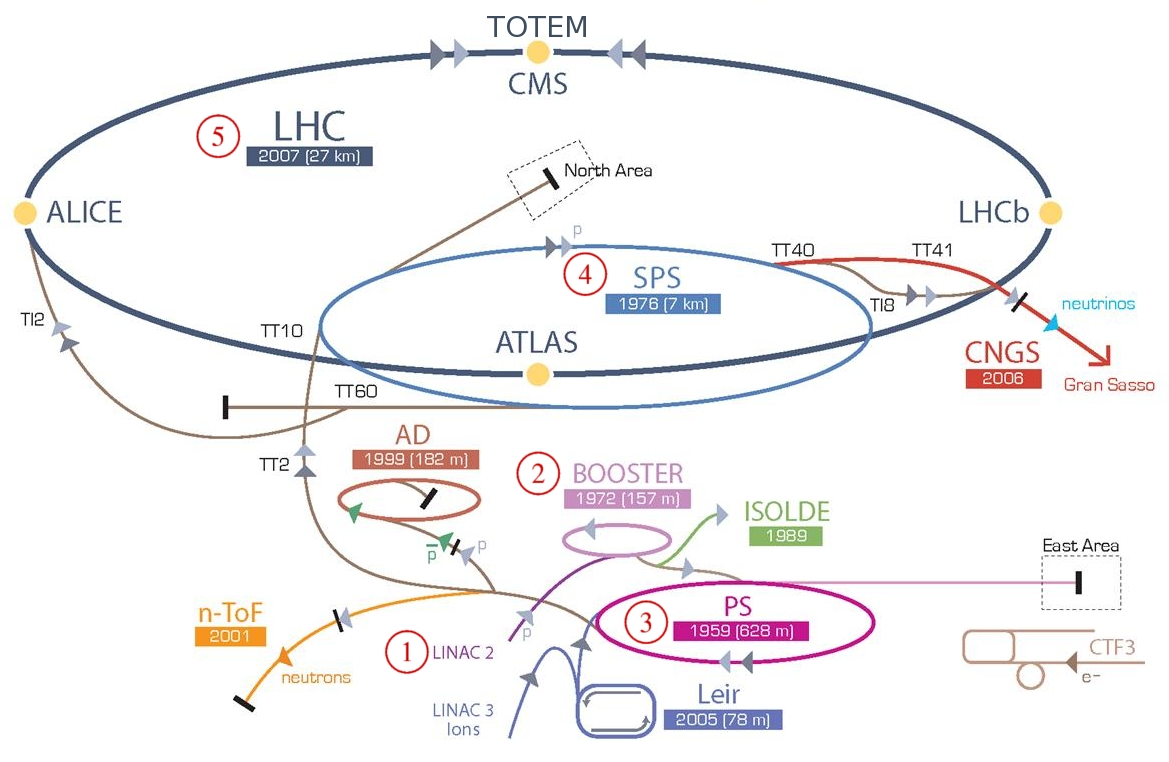 TOTEM
CMS
5
LHC
2007 (27 km)
North Area
ALICE
LHCb
p
4
SPS
1976 (7 km)
TT40
TT41
TI8
neutrinos
TI2
TT10
ATLAS
CNGS
2006
Gran Sasso
TT60
TT2
AD
1999 (182 m)
2
BOOSTER
1972 (157 m)
ISOLDE
1989
p
p
East Area
n-ToF
2001
neutrons
p
1
LINAC 2
3
PS
1959 (628 m)
CTF3
e-
LINAC 3
Ions
Leir
2005 (78 m)